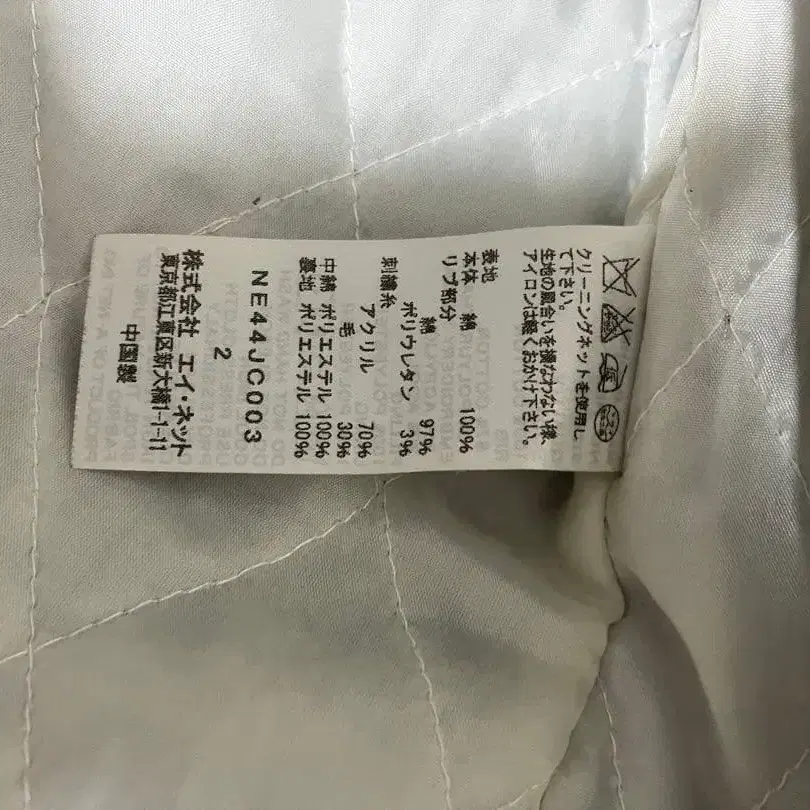 クリーニングネットを使用し
て下さい。
生地の風合いを損なわない様、
アイロンは軽くおかけ下さい。
表地
本体 綿 100%
リブ部分
綿 97%
ポリウレタン 3%
刺繍糸
アクリル 70%
毛 30%
中綿 ポリエステル 100%
裏地 ポリエステル 100%
NE44JC003
2
株式会社 エイ・ネット
東京都江東区新大橋1-1-11
中国製